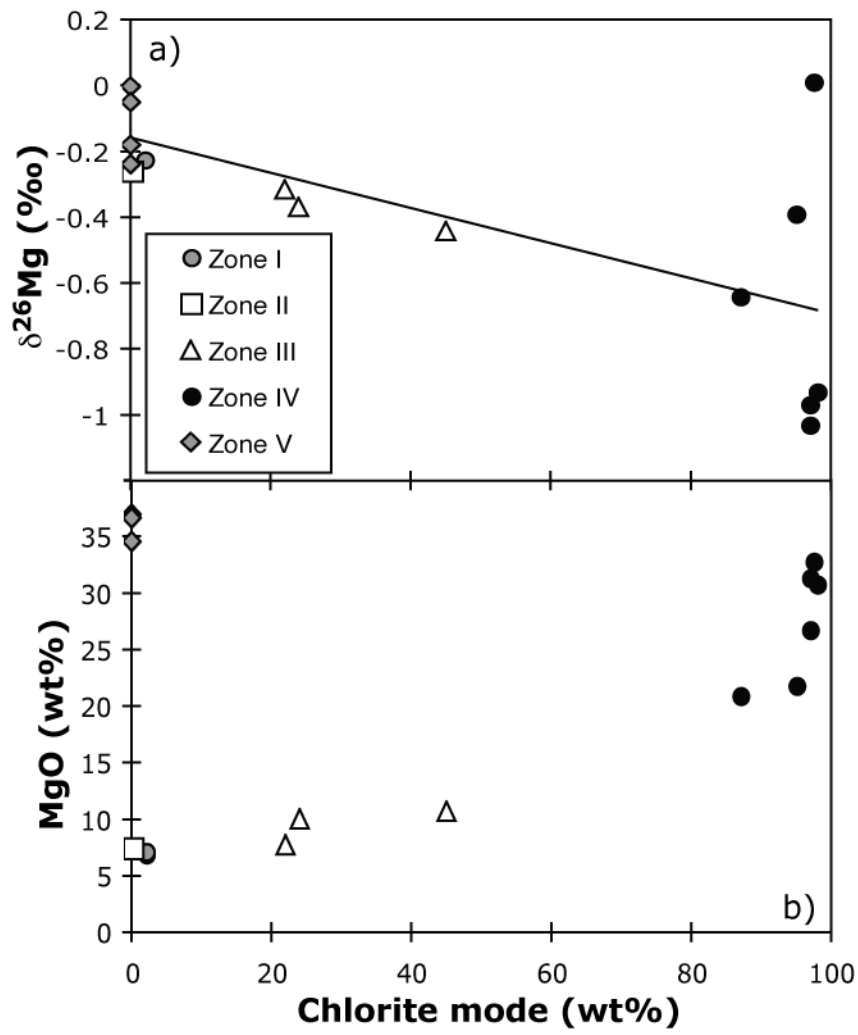 a)
0.2
0
-0.2
-0.4
-0.6
-0.8
-1
δ²⁶Mg (‰)
Zone I
Zone II
Zone III
Zone IV
Zone V
35
30
25
20
15
10
5
0
MgO (wt%)
b)
0 20 40 60 80 100
Chlorite mode (wt%)